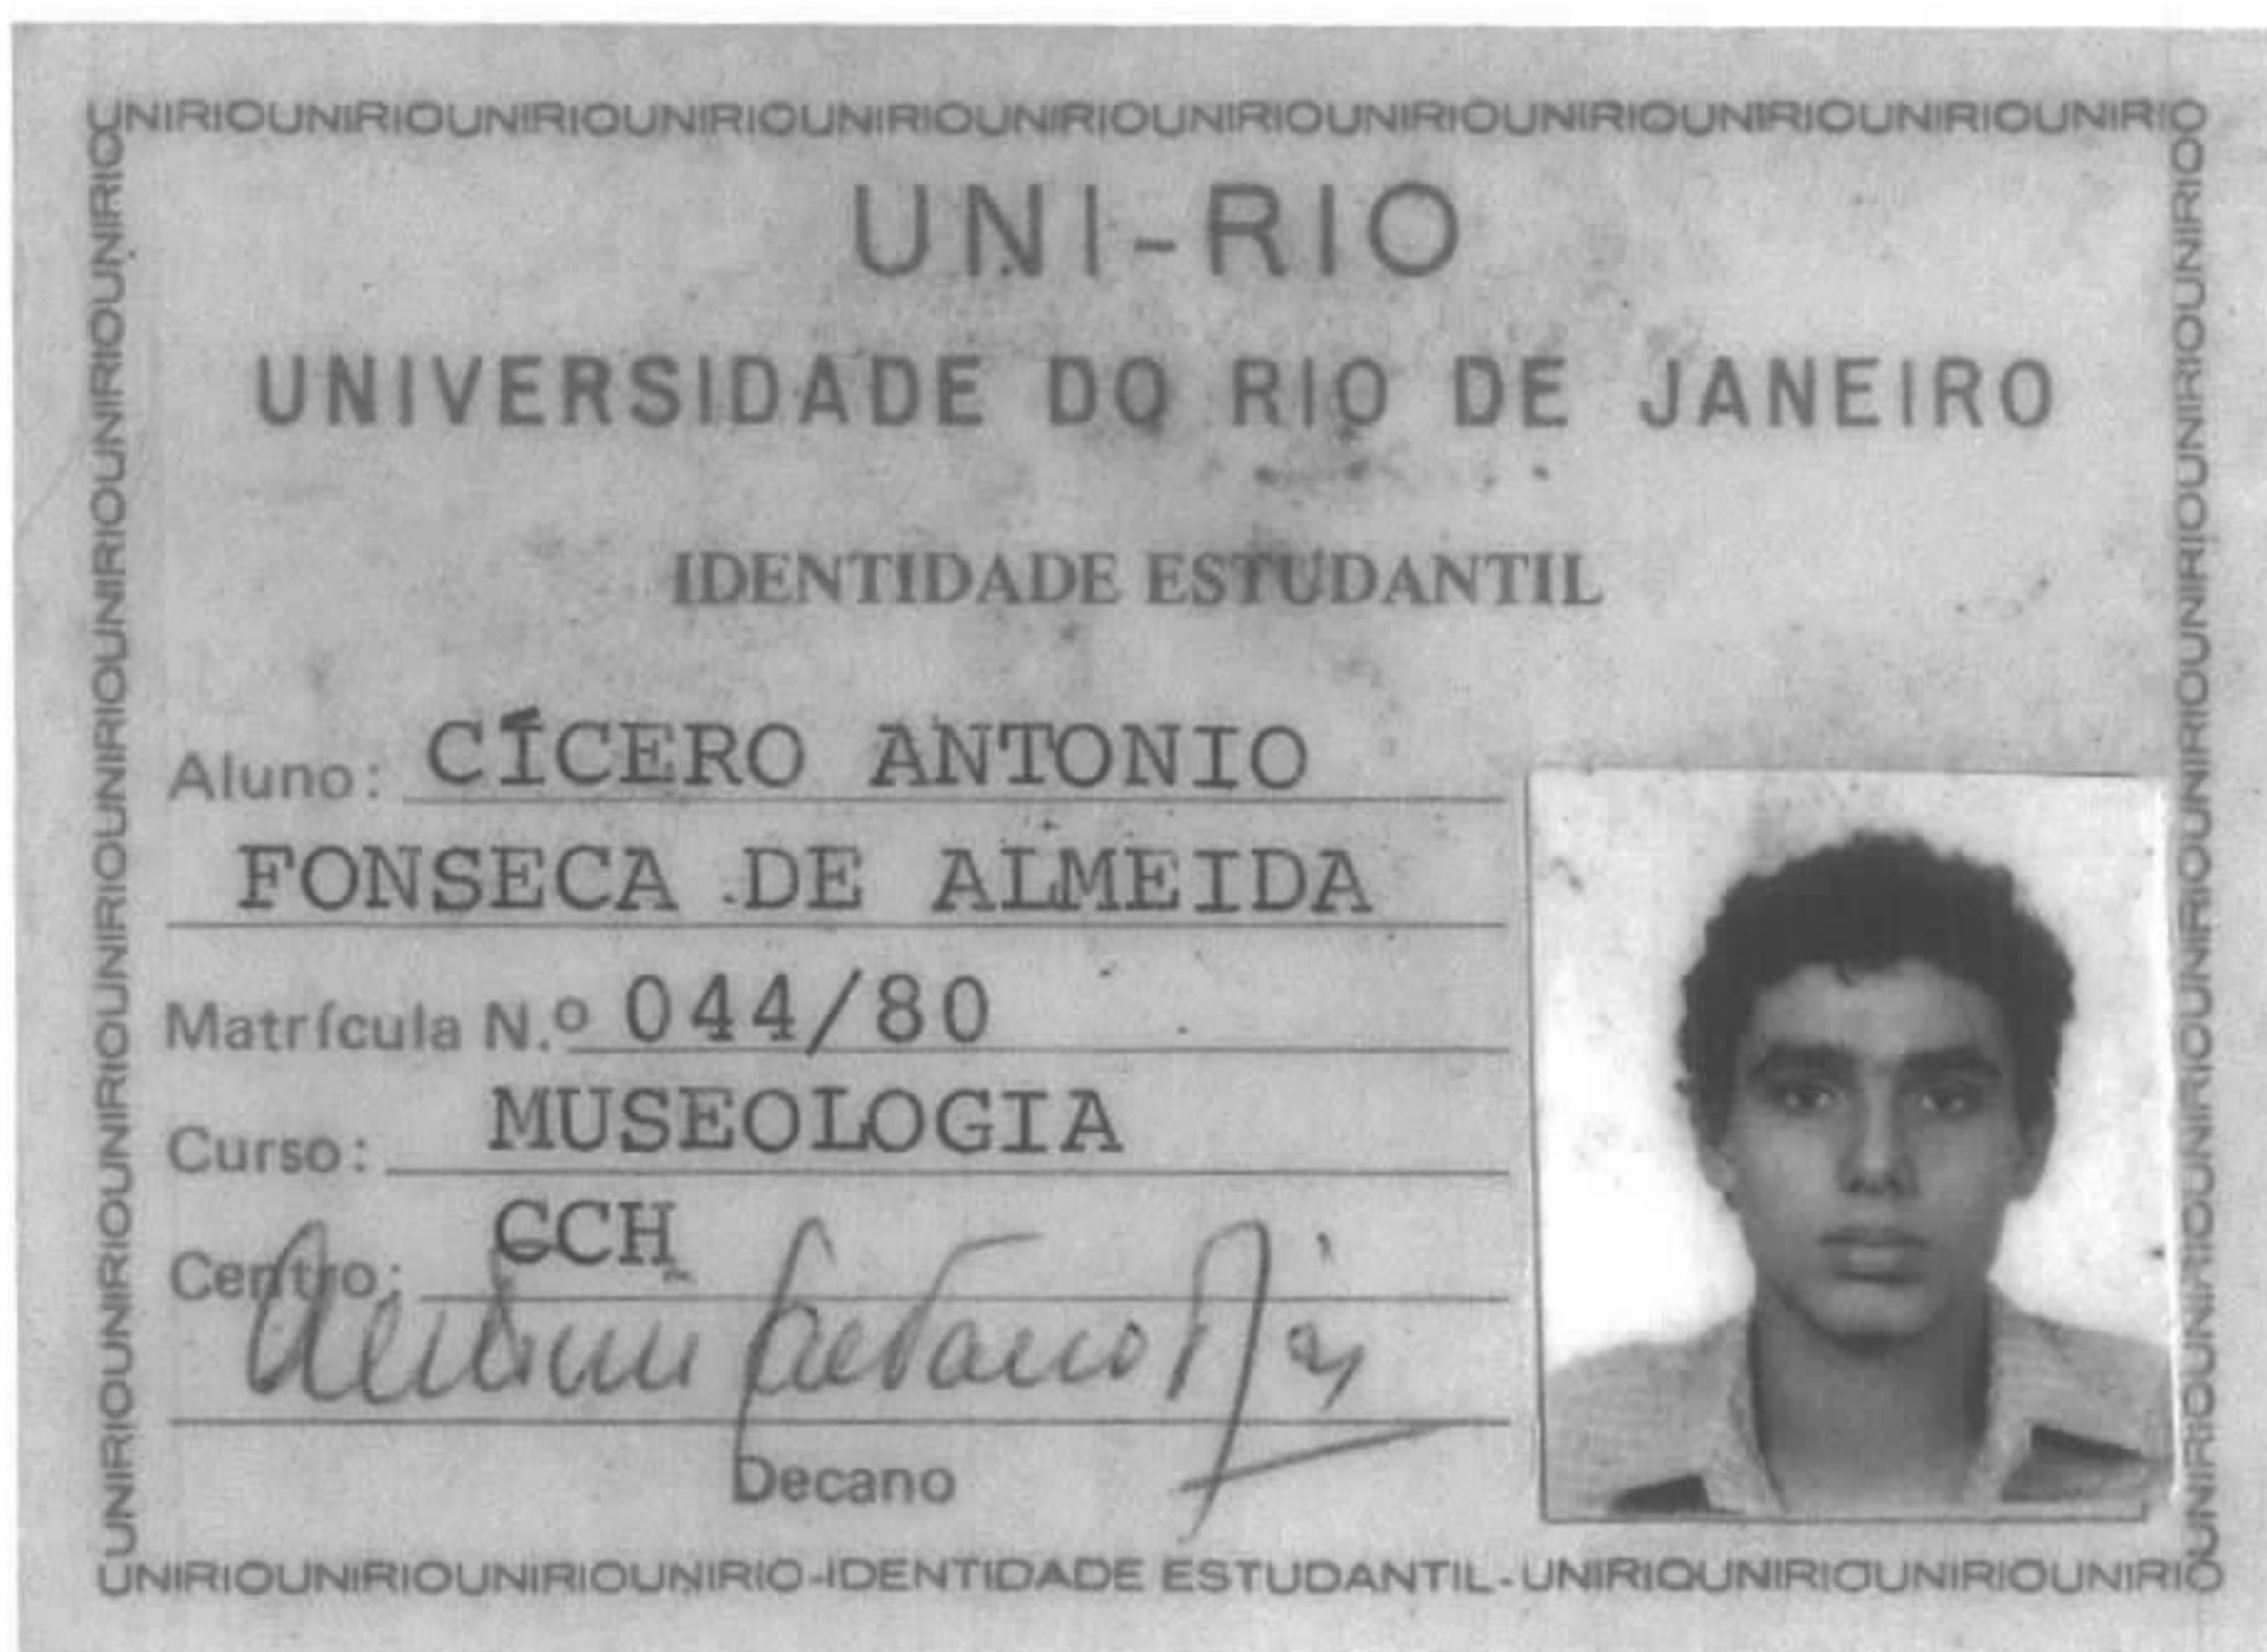 UNIRIOUNIRIOUNIRIOUNIRIOUNIRIOUNIRIOUNIRIOUNIRIOUNIRIOUNIRIOUNIRIOUNIRIO
UNI-RIO
UNIVERSIDADE DO RIO DE JANEIRO
IDENTIDADE ESTUDANTIL
Aluno: CÍCERO ANTONIO
FONSECA DE ALMEIDA
Matrícula N.º 044/80
Curso: MUSEOLOGIA
Centro: CCH
Decano
UNIRIOUNIRIOUNIRIOUNIRIO-IDENTIDADE ESTUDANTIL-UNIRIOUNIRIOUNIRIOUNIRIO